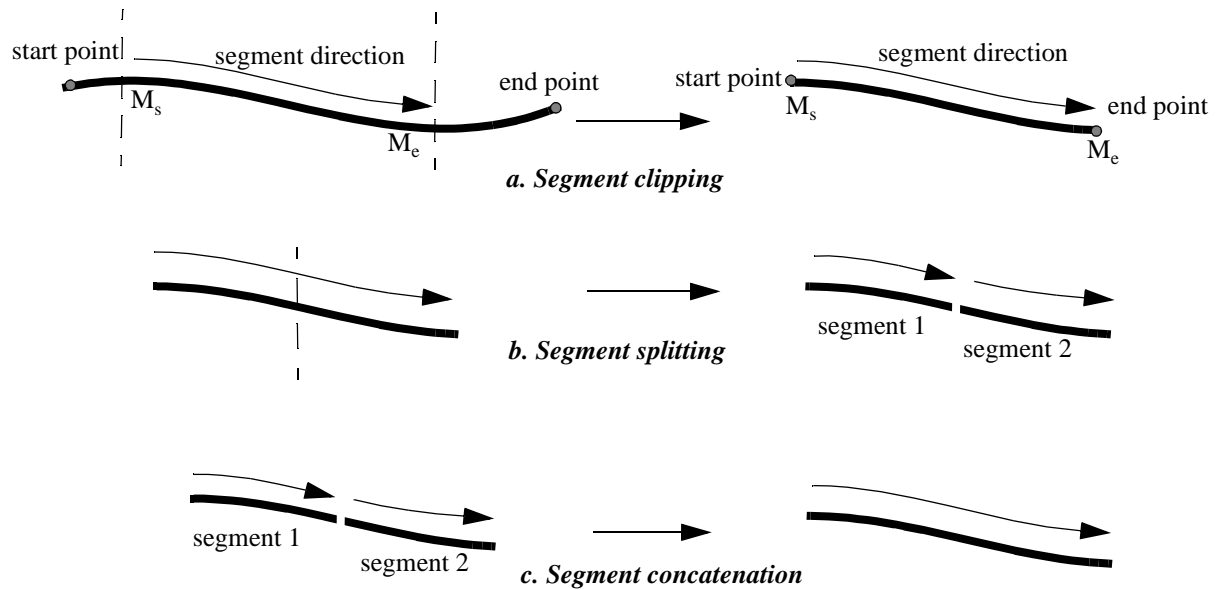 start point
segment direction
end point
M_s
M_e
segment direction
start point
end point
M_s
M_e
a. Segment clipping
segment 1
segment 2
b. Segment splitting
segment 1
segment 2
c. Segment concatenation